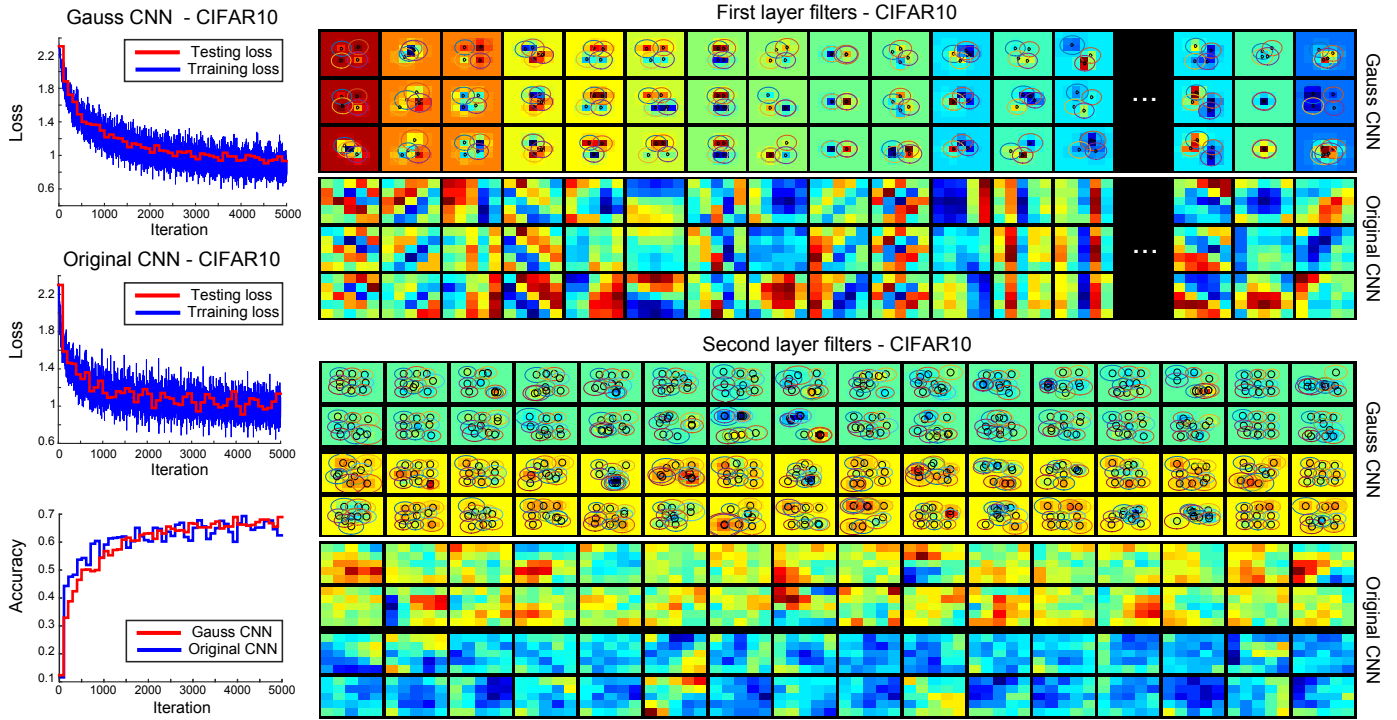 Gauss CNN - CIFAR10
Loss
2.2
1.8
1.4
1
0.6
Testing loss
Trraining loss
0
1000
2000
3000
4000
5000
Iteration
Original CNN - CIFAR10
Loss
2.2
1.8
1.4
1
0.6
Testing loss
Trraining loss
0
1000
2000
3000
4000
5000
Iteration
Accuracy
0.7
0.6
0.5
0.4
0.3
0.2
0.1
Gauss CNN
Original CNN
0
1000
2000
3000
4000
5000
Iteration
First layer filters - CIFAR10
...
Gauss CNN
...
Original CNN
Second layer filters - CIFAR10
Gauss CNN
Original CNN